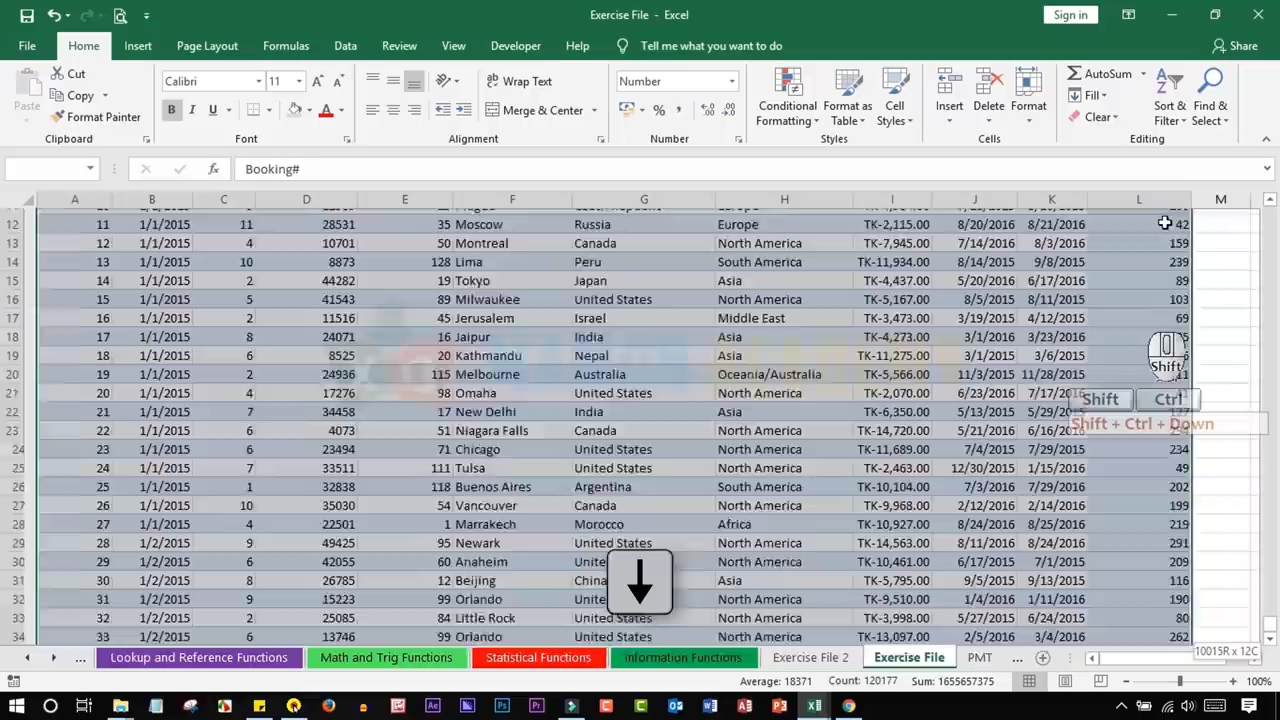 Exercise File - Excel
Sign in
File Home Insert Page Layout Formulas Data Review View Developer Help Tell me what you want to do Share
Cut
Copy
Format Painter
Paste
Clipboard
Calibri 11
B I U
Font
Wrap Text
Merge & Center
Alignment
Number
Number
Conditional Formatting
Format as Table
Cell Styles
Styles
Insert Delete Format
Cells
AutoSum
Fill
Clear
Sort & Filter
Find & Select
Editing
Booking#
A B C D E F G H I J K L M
12 11 1/1/2015 11 28531 35 Moscow Russia Europe TK-2,115.00 8/20/2016 8/21/2016 42
13 12 1/1/2015 4 10701 50 Montreal Canada North America TK-7,945.00 7/14/2016 8/3/2016 159
14 13 1/1/2015 10 8873 128 Lima Peru South America TK-11,934.00 8/14/2015 9/8/2015 239
15 14 1/1/2015 2 44282 19 Tokyo Japan Asia TK-4,437.00 5/20/2016 6/17/2016 89
16 15 1/1/2015 5 41543 89 Milwaukee United States North America TK-5,167.00 8/5/2015 8/11/2015 103
17 16 1/1/2015 2 11516 45 Jerusalem Israel Middle East TK-3,473.00 3/19/2015 4/12/2015 69
18 17 1/1/2015 8 24071 16 Jaipur India Asia TK-4,273.00 3/1/2016 3/23/2016
19 18 1/1/2015 6 8525 20 Kathmandu Nepal Asia TK-11,275.00 3/1/2015 3/6/2015
20 19 1/1/2015 2 24936 115 Melbourne Australia Oceania/Australia TK-5,566.00 11/3/2015 11/28/2015
21 20 1/1/2015 4 17276 98 Omaha United States North America TK-2,070.00 6/23/2016 7/17/2016
22 21 1/1/2015 7 34458 17 New Delhi India Asia TK-6,350.00 5/13/2015 5/29/2015
23 22 1/1/2015 6 4073 51 Niagara Falls Canada North America TK-14,720.00 5/21/2016 6/16/2016
24 23 1/1/2015 6 23494 71 Chicago United States North America TK-11,689.00 7/4/2015 7/29/2015 234
25 24 1/1/2015 7 33511 111 Tulsa United States North America TK-2,463.00 12/30/2015 1/15/2016 49
26 25 1/1/2015 1 32838 118 Buenos Aires Argentina South America TK-10,104.00 7/3/2016 7/29/2016 202
27 26 1/1/2015 10 35030 54 Vancouver Canada North America TK-9,968.00 2/12/2016 2/14/2016 199
28 27 1/1/2015 4 22501 1 Marrakech Morocco Africa TK-10,927.00 8/24/2016 8/25/2016 219
29 28 1/1/2015 9 49425 95 Newark United States North America TK-14,563.00 8/11/2016 8/24/2016 291
30 29 1/2/2015 6 42055 60 Anaheim North America TK-10,461.00 6/17/2015 7/1/2015 209
31 30 1/2/2015 8 26785 12 Beijing China Asia TK-5,795.00 9/5/2015 9/13/2015 116
32 31 1/2/2015 9 15223 99 Orlando North America TK-9,510.00 1/4/2016 1/11/2016 190
33 32 1/2/2015 2 25085 84 Little Rock United States North America TK-3,998.00 5/27/2015 6/24/2015 80
34 33 1/2/2015 6 13746 99 Orlando United States North America TK-13,097.00 2/5/2016 3/4/2016 262
Shift
Shift Ctrl
Shift + Ctrl + Down
... Lookup and Reference Functions Math and Trig Functions Statistical Functions Information Functions Exercise File 2 Exercise File PMT ...
10015R x 12C
Average: 18371 Count: 120177 Sum: 1655657375 100%